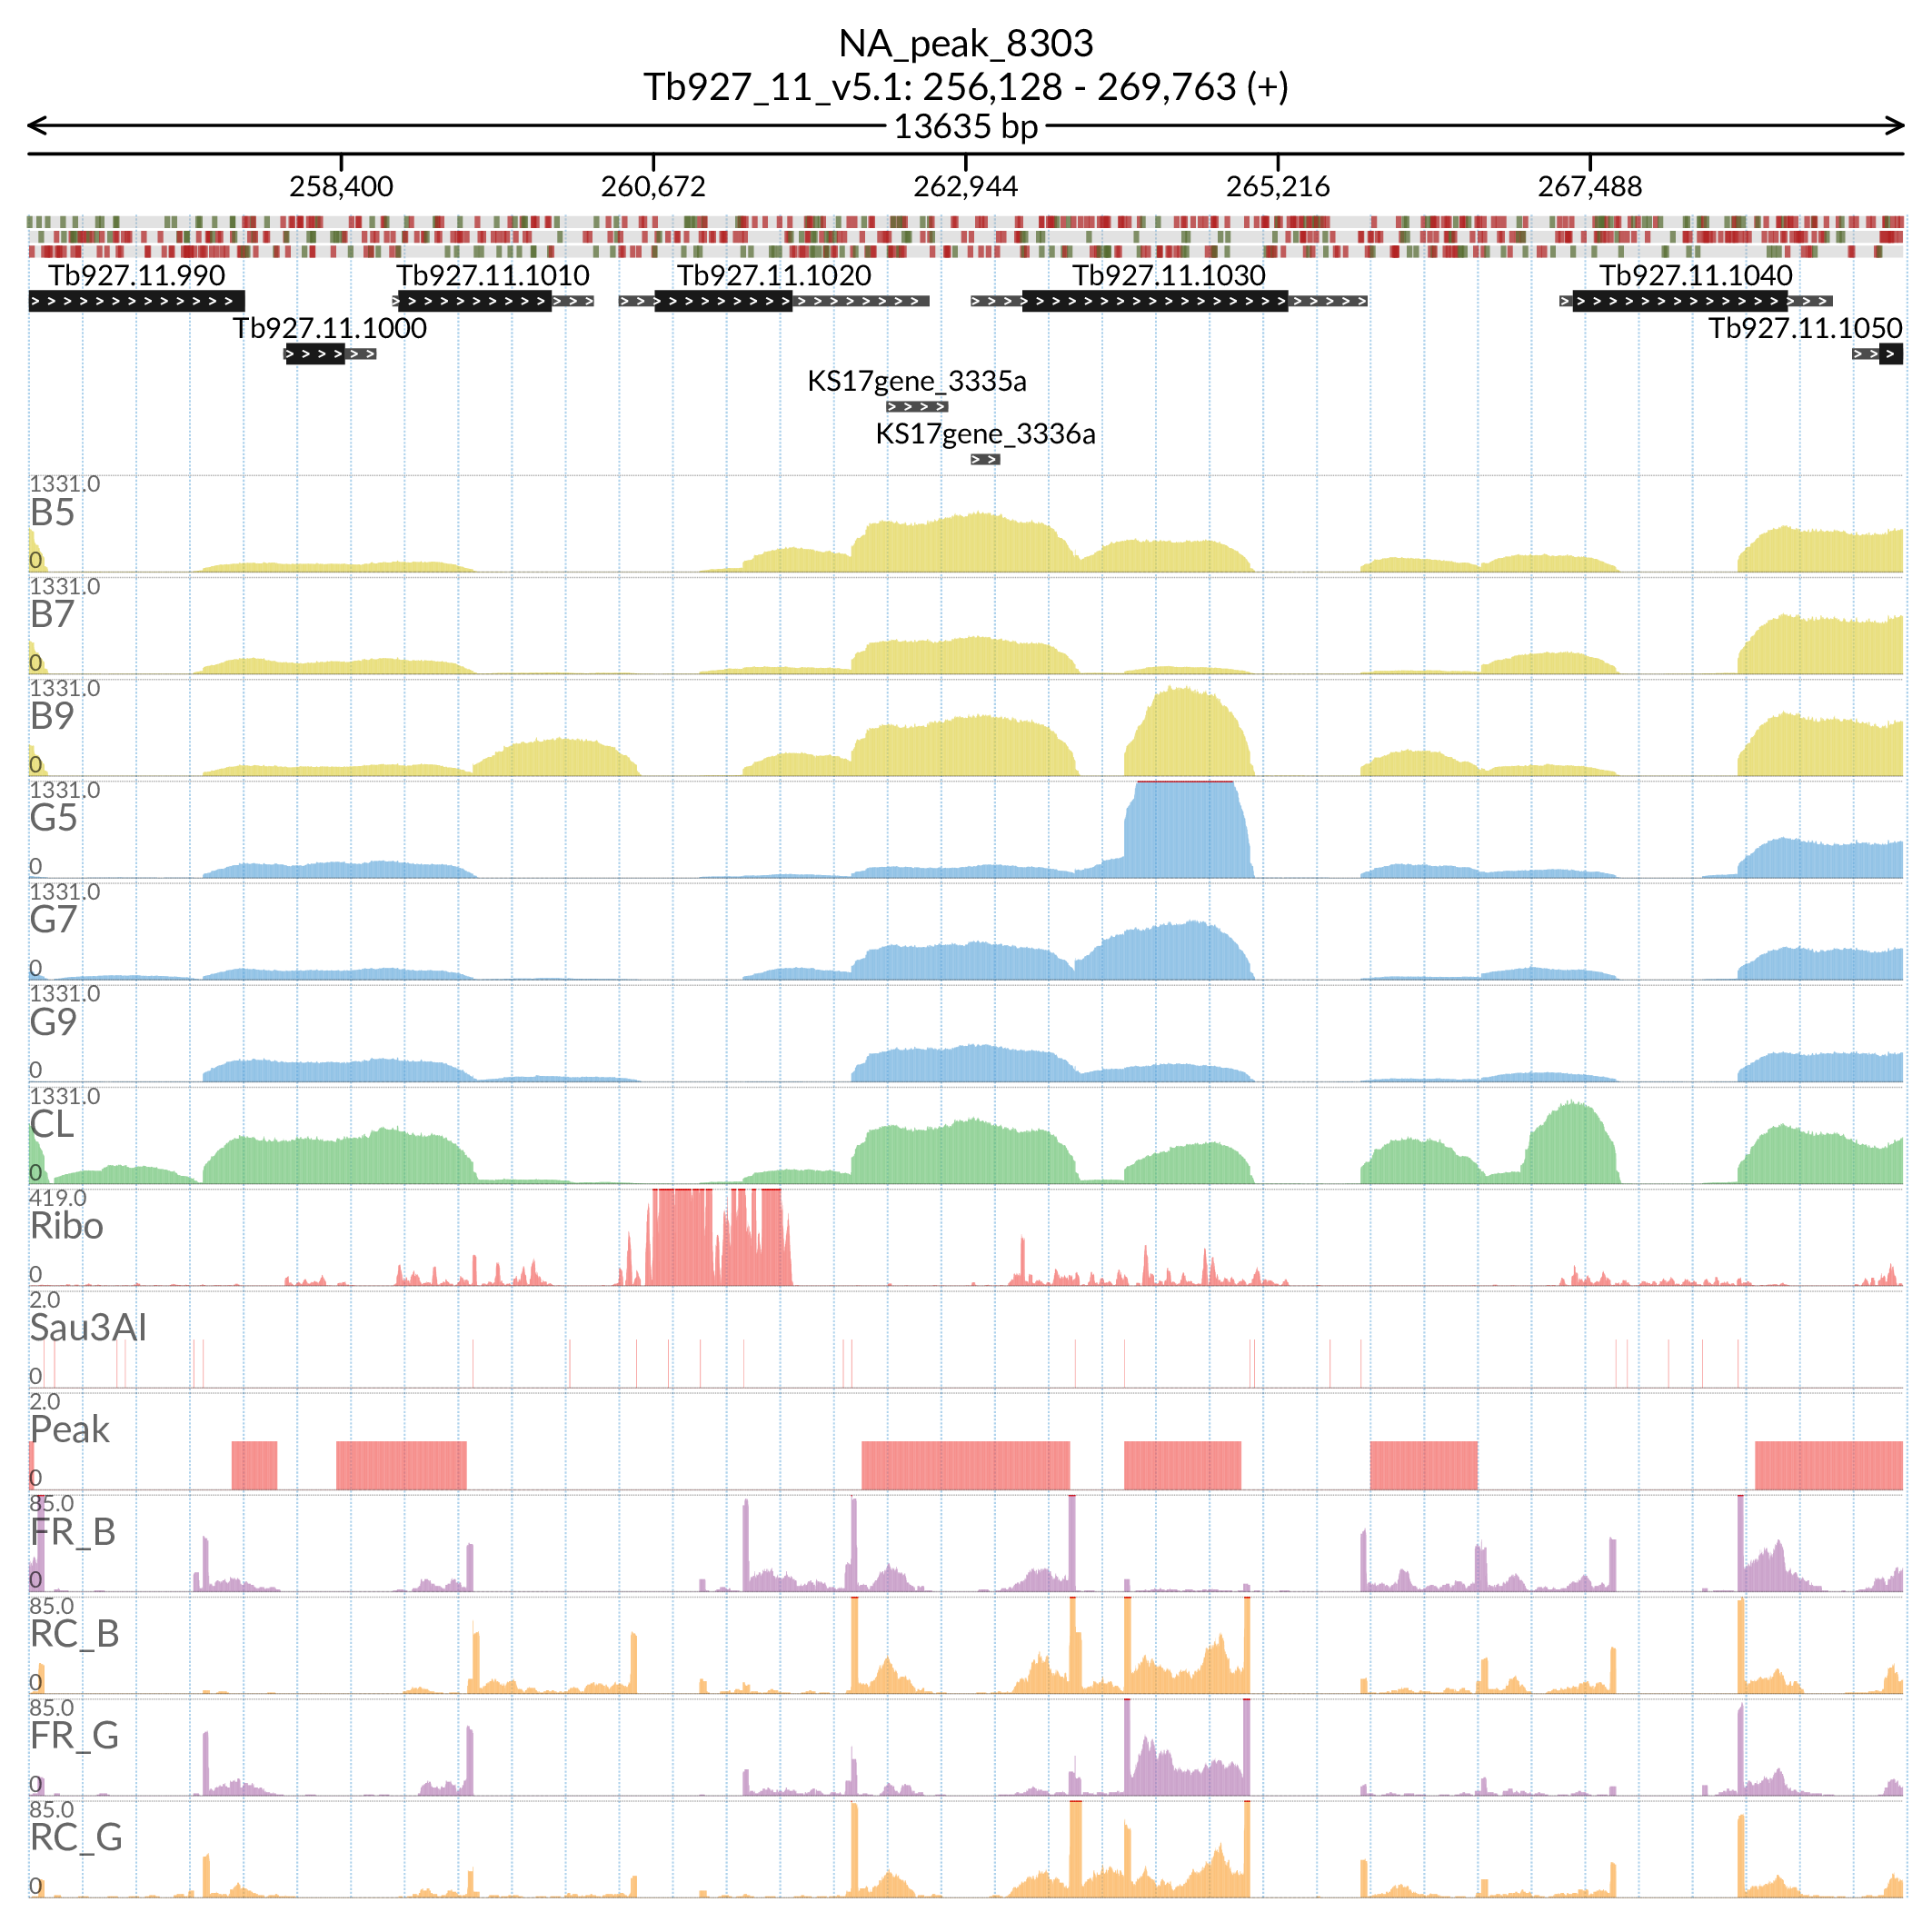 NA_peak_8303
Tb927_11_v5.1: 256,128 - 269,763 (+)
13635 bp
258,400 260,672 262,944 265,216 267,488
Tb927.11.990 Tb927.11.1010 Tb927.11.1020 Tb927.11.1030 Tb927.11.1040
Tb927.11.1000 Tb927.11.1050
KS17gene_3335a
KS17gene_3336a
1331.0
B5
0
1331.0
B7
0
1331.0
B9
0
1331.0
G5
0
1331.0
G7
0
1331.0
G9
0
1331.0
CL
0
419.0
Ribo
0
2.0
Sau3AI
0
2.0
Peak
0
85.0
FR_B
0
85.0
RC_B
0
85.0
FR_G
0
85.0
RC_G
0